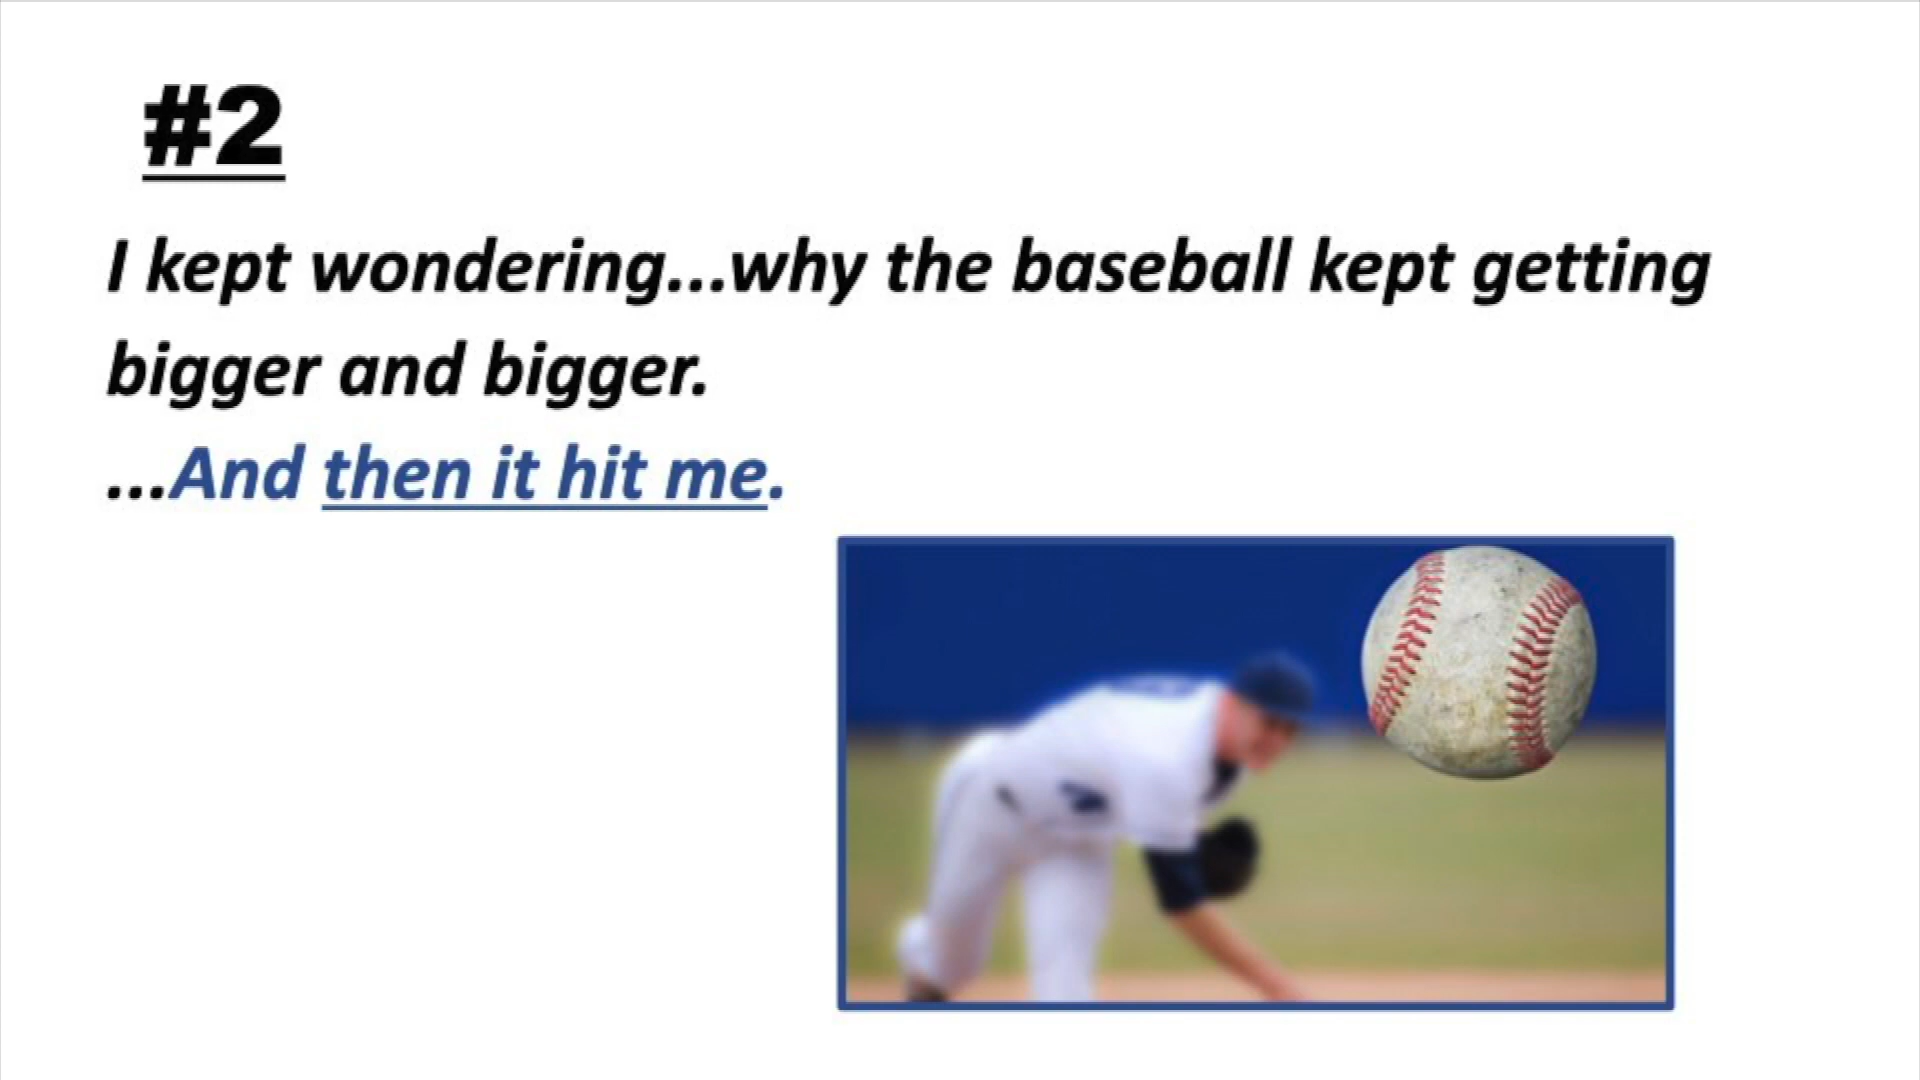 #2
I kept wondering...why the baseball kept getting
bigger and bigger.
...And then it hit me.